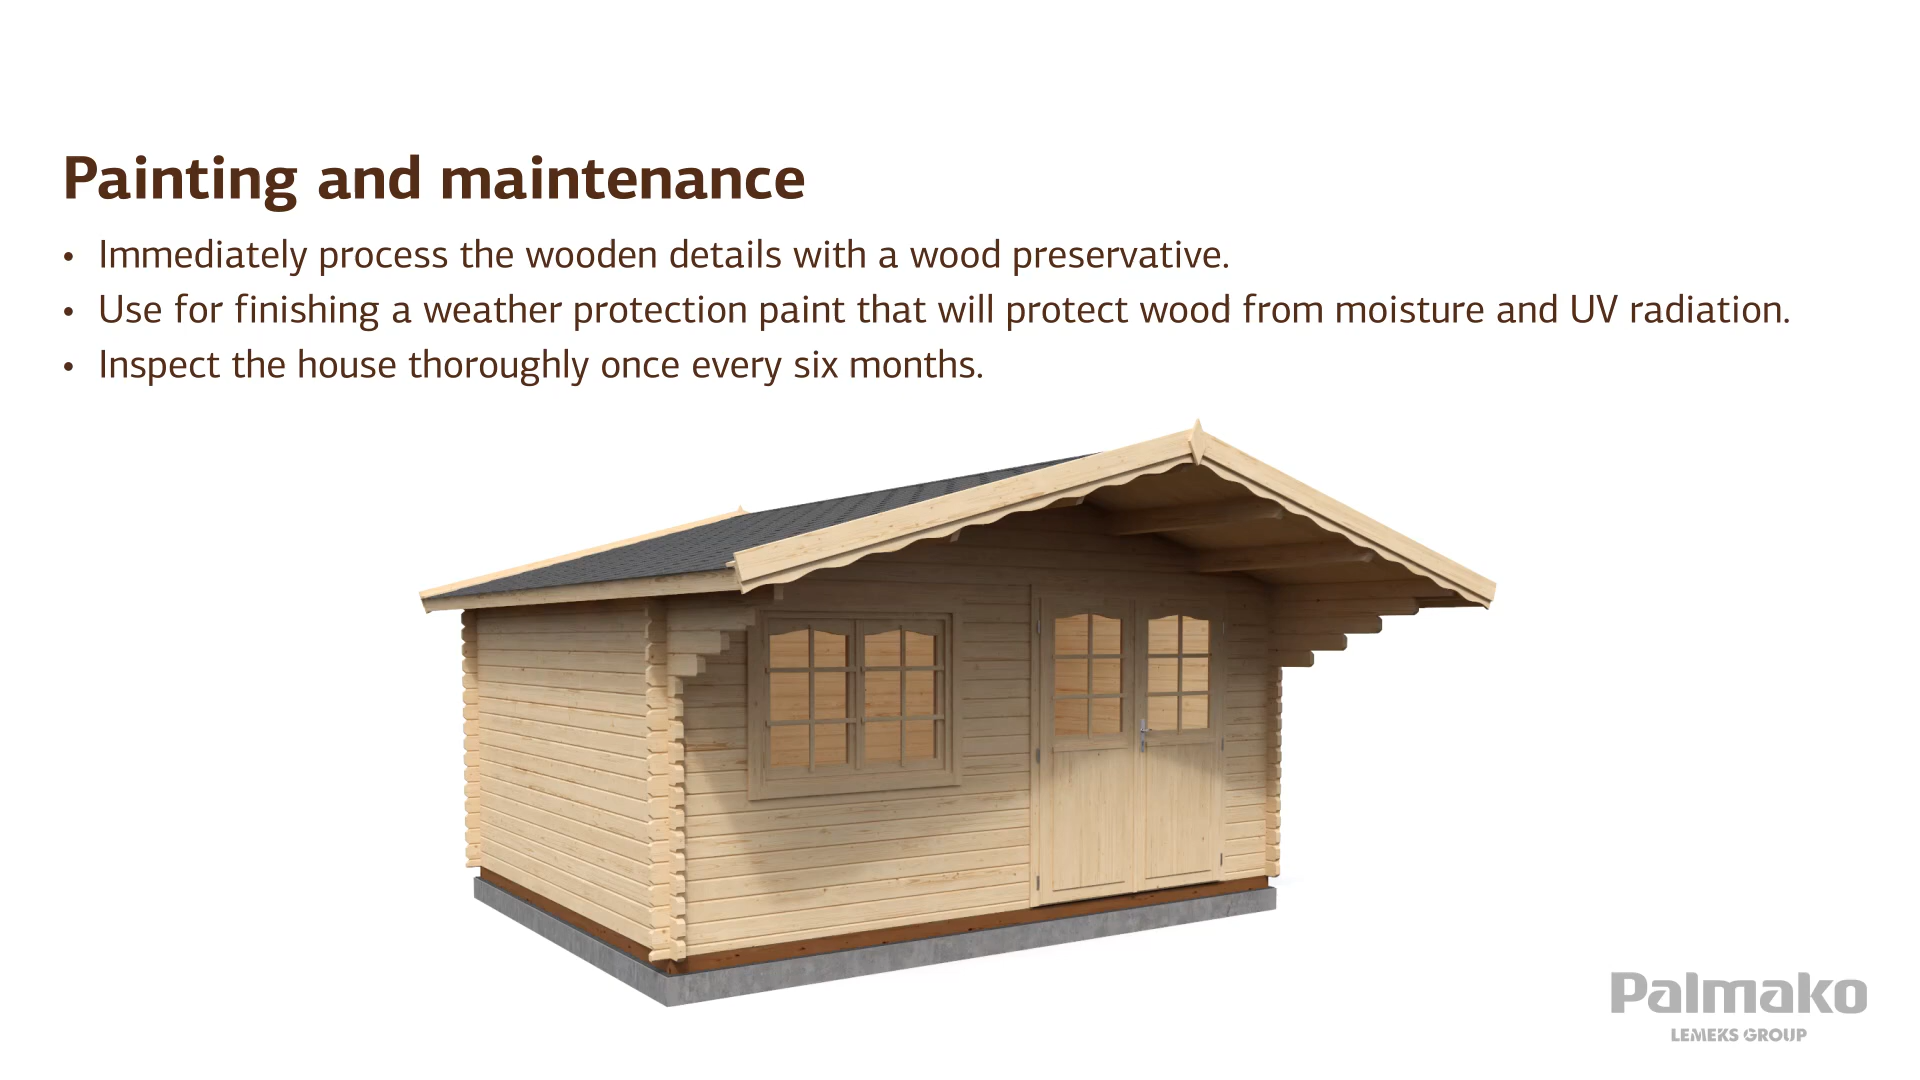 Painting and maintenance
• Immediately process the wooden details with a wood preservative.
• Use for finishing a weather protection paint that will protect wood from moisture and UV radiation.
• Inspect the house thoroughly once every six months.
Palmako
LEMEKS GROUP